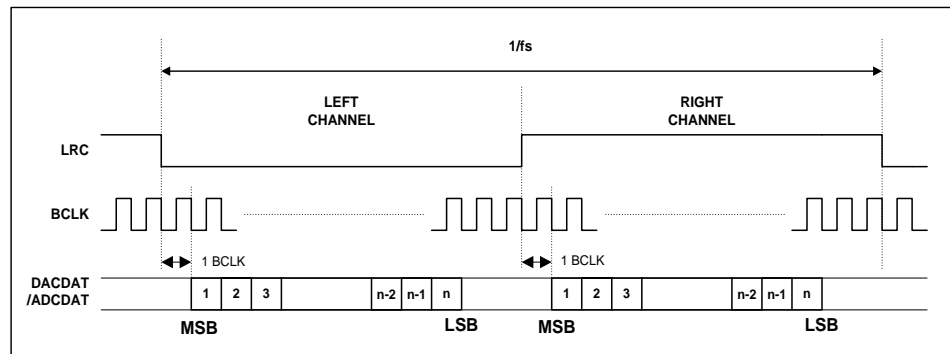 1/fs
LEFT
CHANNEL
RIGHT
CHANNEL
LRC
BCLK
1 BCLK
1 BCLK
DACDAT
/ADCDAT
1 2 3 n-2 n-1 n 1 2 3 n-2 n-1 n
MSB LSB MSB LSB